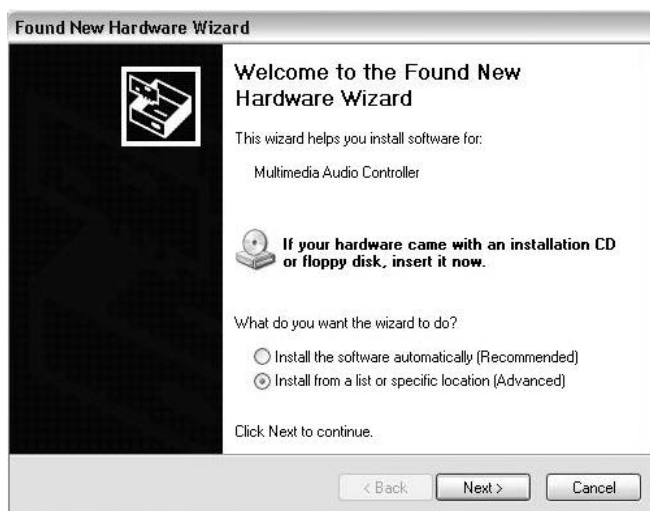 Found New Hardware Wizard
Welcome to the Found New
Hardware Wizard
This wizard helps you install software for:
Multimedia Audio Controller
If your hardware came with an installation CD
or floppy disk, insert it now.
What do you want the wizard to do?
Install the software automatically (Recommended)
Install from a list or specific location (Advanced)
Click Next to continue.
< Back
Next >
Cancel